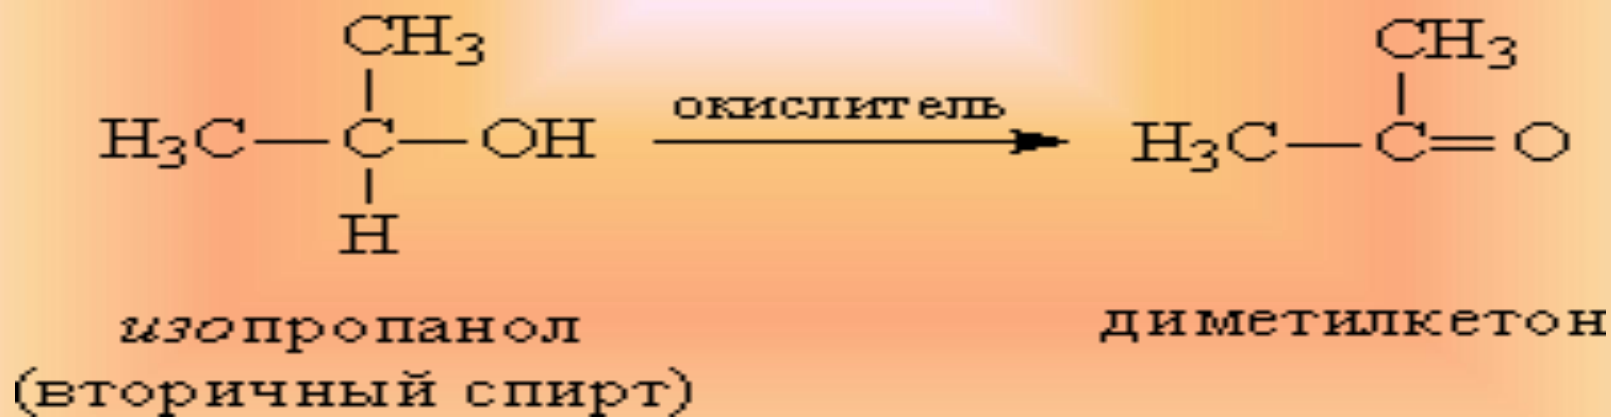 CH3 CH3
окислитель
H3C—C—OH H3C—C=O
H
изопропанол диметилкетон
(вторичный спирт)